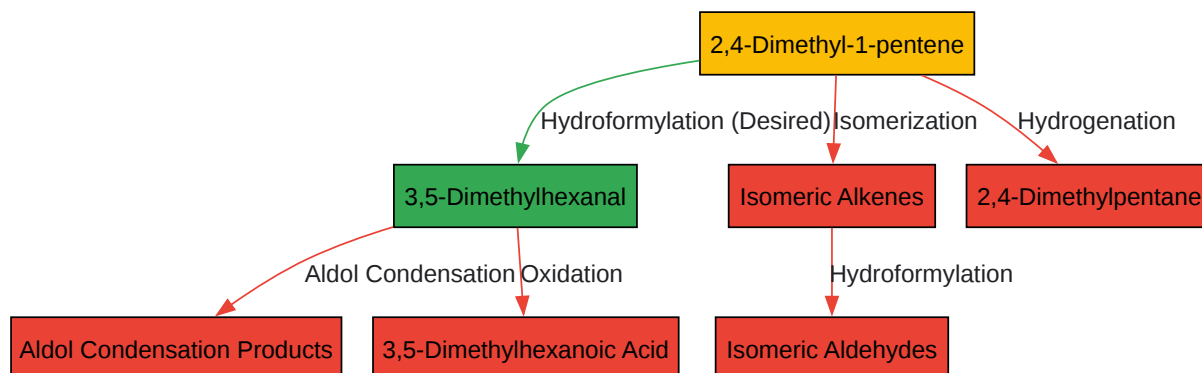 2,4-Dimethyl-1-pentene
Hydroformylation (Desired)
Isomerization
Hydrogenation
3,5-Dimethylhexanal
Isomeric Alkenes
2,4-Dimethylpentane
Aldol Condensation
Oxidation
Hydroformylation
Aldol Condensation Products
3,5-Dimethylhexanoic Acid
Isomeric Aldehydes